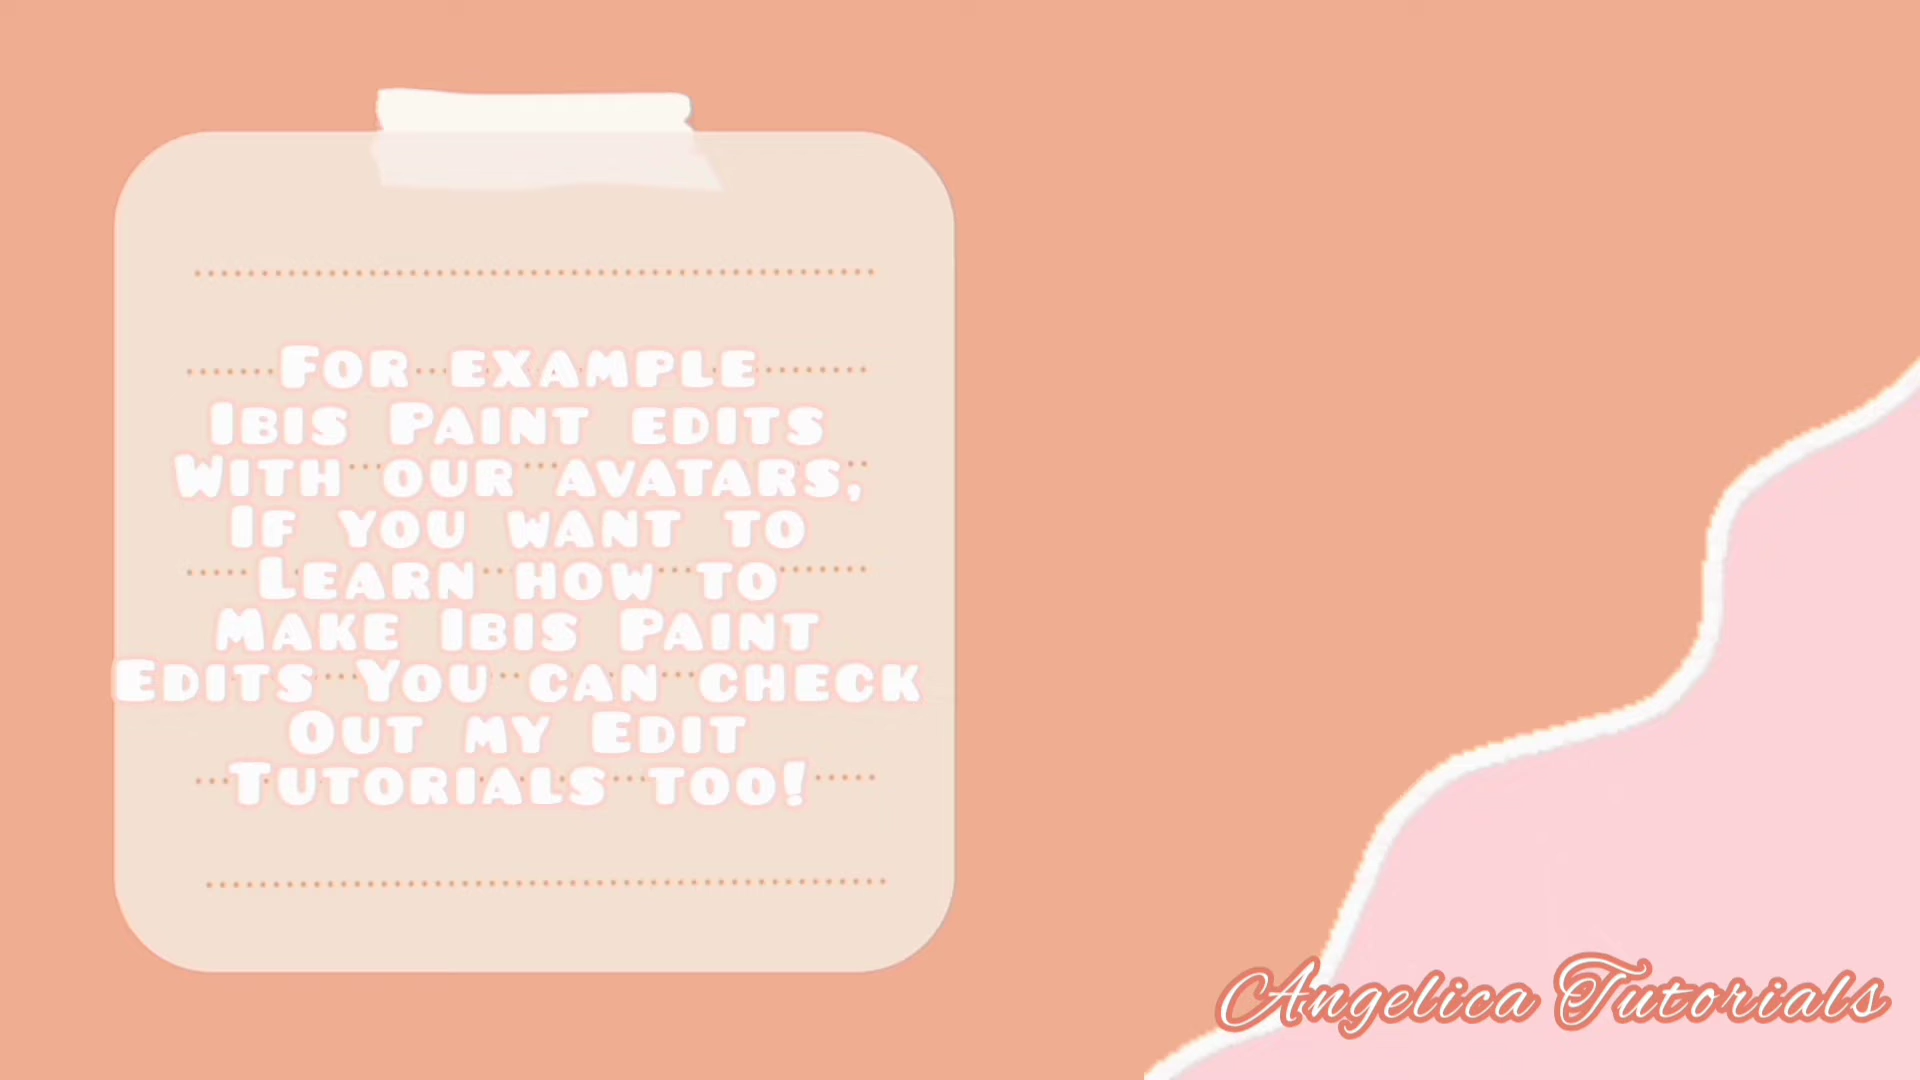 For example
Ibis Paint edits
With our avatars,
If you want to
Learn how to
Make Ibis Paint
Edits You can check
Out my Edit
Tutorials too!
Angelica Tutorials